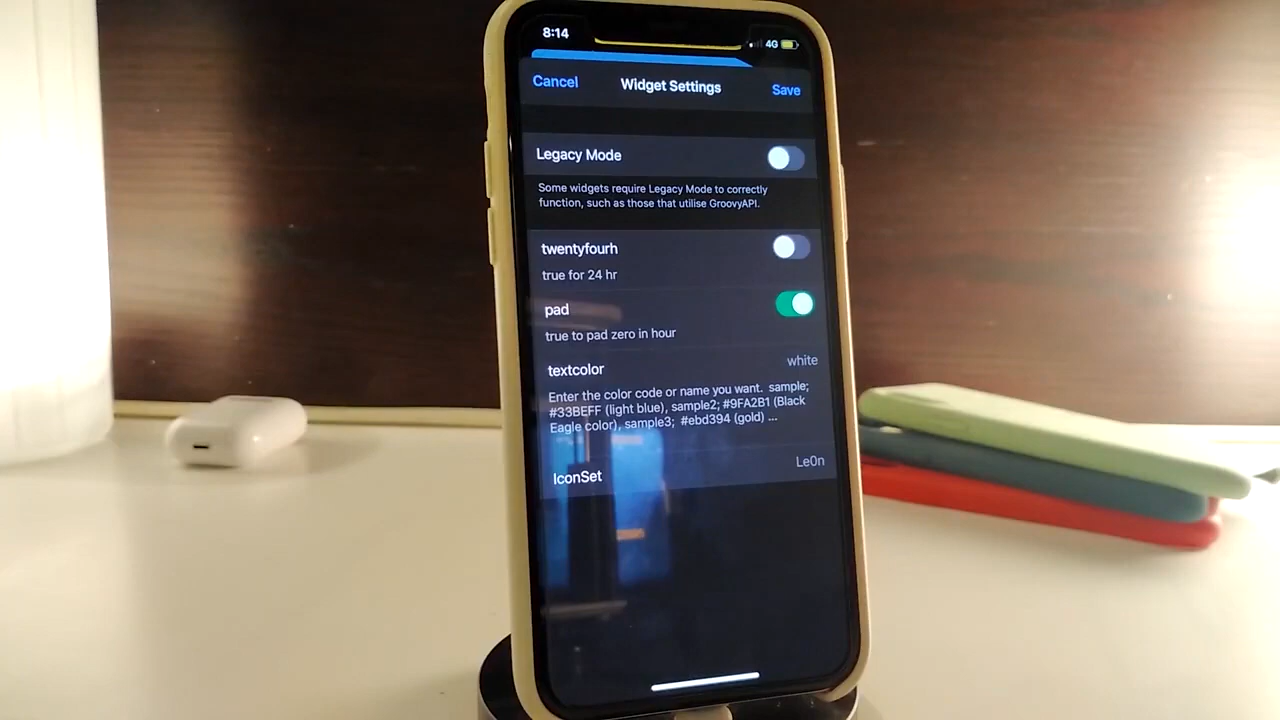 8:14
4G
Cancel Widget Settings Save
Legacy Mode
Some widgets require Legacy Mode to correctly
function, such as those that utilise GroovyAPI.
twentyfourh
true for 24 hr
pad
true to pad zero in hour
textcolor white
Enter the color code or name you want. sample;
#33BEFF (light blue), sample2; #9FA2B1 (Black
Eagle color), sample3; #ebd394 (gold) ...
IconSet Le0n